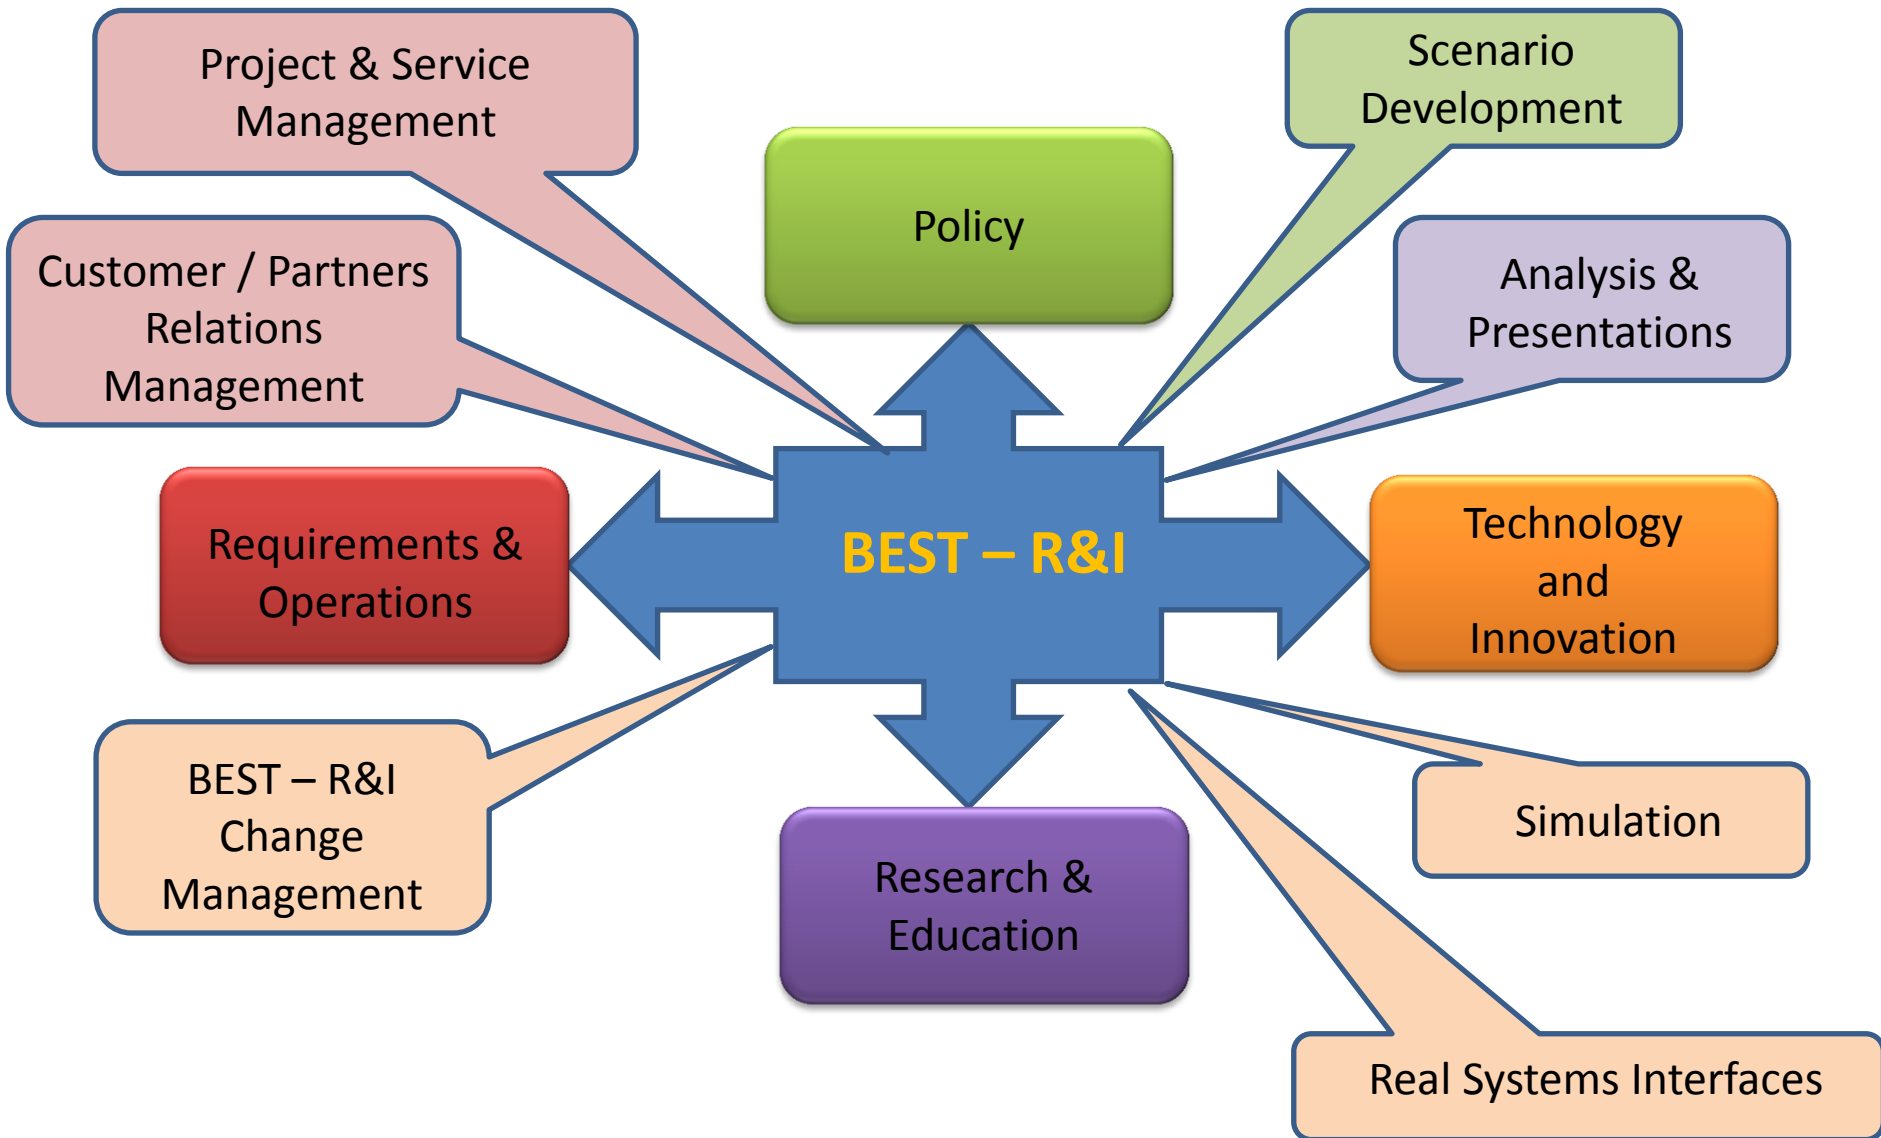 Project & Service
Management
Scenario
Development
Policy
Customer / Partners
Relations
Management
Analysis &
Presentations
Requirements &
Operations
BEST – R&I
Technology
and
Innovation
BEST – R&I
Change
Management
Research &
Education
Simulation
Real Systems Interfaces